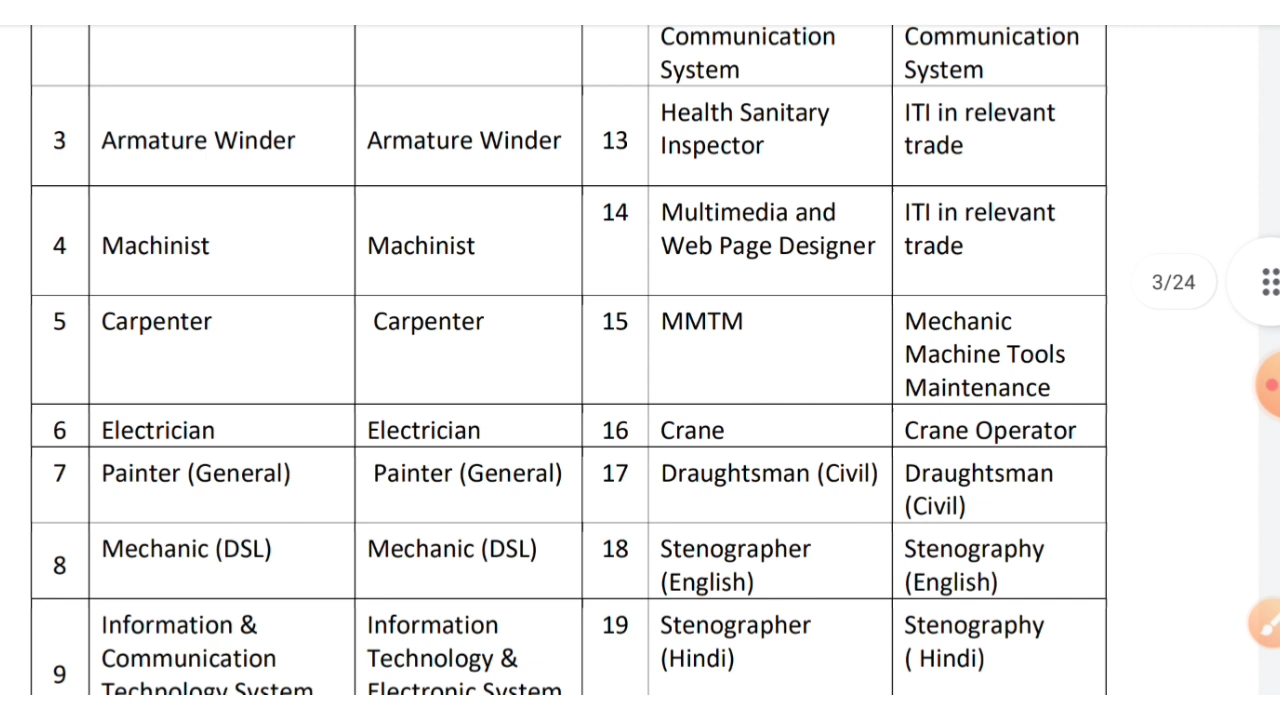 Communication Communication
System System
3 Armature Winder Armature Winder 13 Health Sanitary ITI in relevant
Inspector trade
4 Machinist Machinist 14 Multimedia and ITI in relevant
Web Page Designer trade
5 Carpenter Carpenter 15 MMTM Mechanic
Machine Tools
Maintenance
6 Electrician Electrician 16 Crane Crane Operator
7 Painter (General) Painter (General) 17 Draughtsman (Civil) Draughtsman
(Civil)
8 Mechanic (DSL) Mechanic (DSL) 18 Stenographer Stenography
(English) (English)
9 Information & Information 19 Stenographer Stenography
Communication Technology & (Hindi) ( Hindi)
Technology System Electronic System
3/24